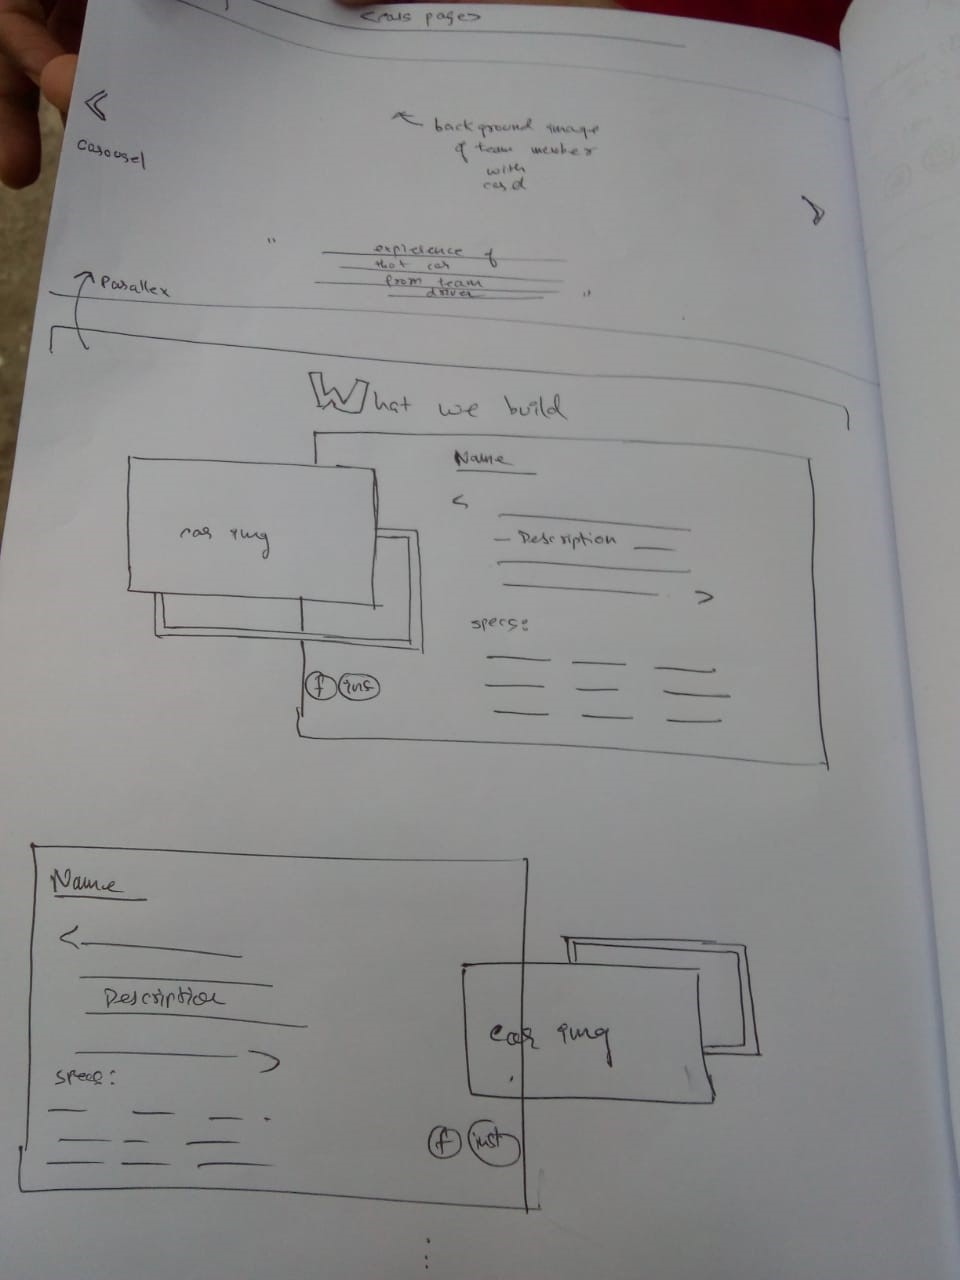 <cars pages>
background image
of team member
with
card
Carousel
"
experience of
that car
from team
driver
"
Parallex
What we build
Name
car img
- Description
specs:
f ins
Name
Description
car img
specs:
f inst